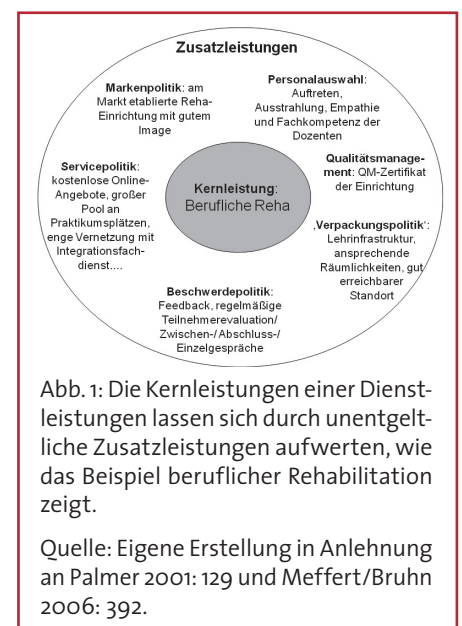 Zusatzleistungen
Markenpolitik: am
Markt etablierte Reha-
Einrichtung mit gutem
Image
Personalauswahl:
Auftreten,
Ausstrahlung, Empathie
und Fachkompetenz der
Dozenten
Servicepolitik:
kostenlose Online-
Angebote, großer
Pool an
Praktikumsplätzen,
enge Vernetzung mit
Integrationsfach-
dienst....
Kernleistung:
Berufliche Reha
Qualitätsmanage-
ment: QM-Zertifikat
der Einrichtung
‚Verpackungspolitik‘:
Lehrinfrastruktur,
ansprechende
Räumlichkeiten, gut
erreichbarer
Standort
Beschwerdepolitik:
Feedback, regelmäßige
Teilnehmerevaluation/
Zwischen-/ Abschluss-/
Einzelgespräche
Abb. 1: Die Kernleistungen einer Dienst-
leistungen lassen sich durch unentgelt-
liche Zusatzleistungen aufwerten, wie
das Beispiel beruflicher Rehabilitation
zeigt.
Quelle: Eigene Erstellung in Anlehnung
an Palmer 2001: 129 und Meffert/Bruhn
2006: 392.